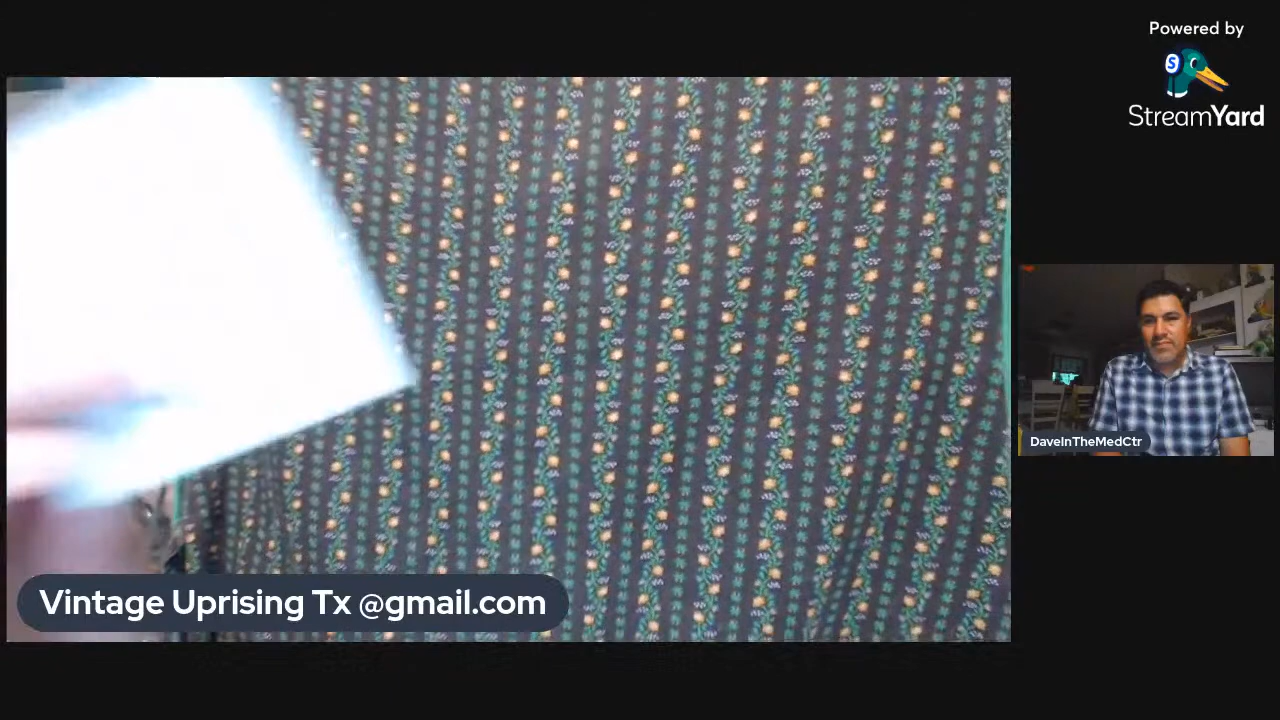 Powered by
S
StreamYard
DaveInTheMedCtr
Vintage Uprising Tx @gmail.com